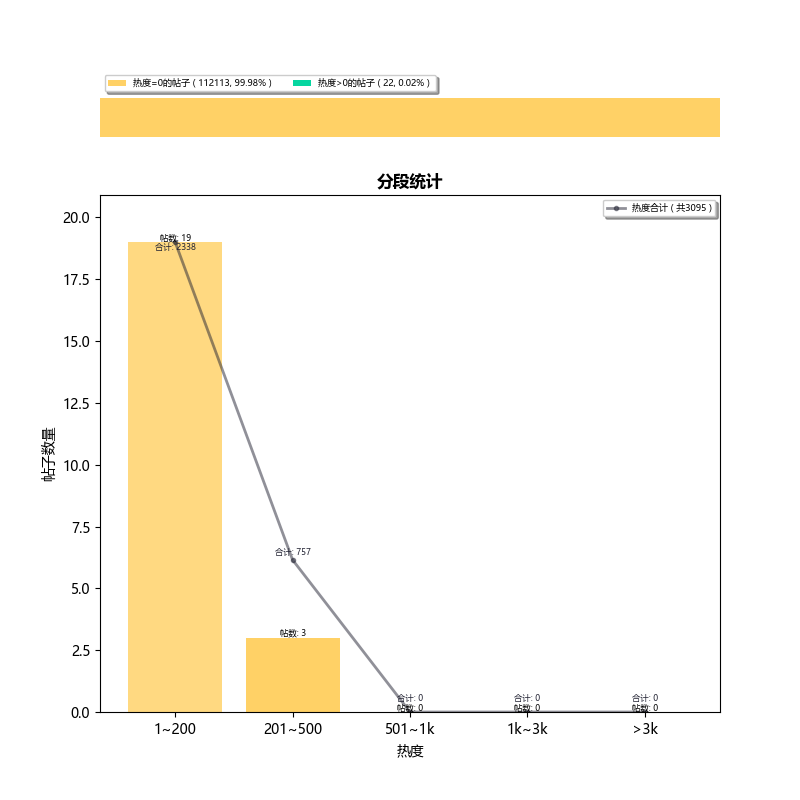 热度=0的帖子 ( 112113, 99.98% )
热度>0的帖子 ( 22, 0.02% )
分段统计
热度合计 ( 共3095 )
帖子数量
20.0
17.5
15.0
12.5
10.0
7.5
5.0
2.5
0.0
帖数: 19
合计: 2338
合计: 757
帖数: 3
合计: 0
帖数: 0
合计: 0
帖数: 0
合计: 0
帖数: 0
1~200
201~500
501~1k
1k~3k
>3k
热度